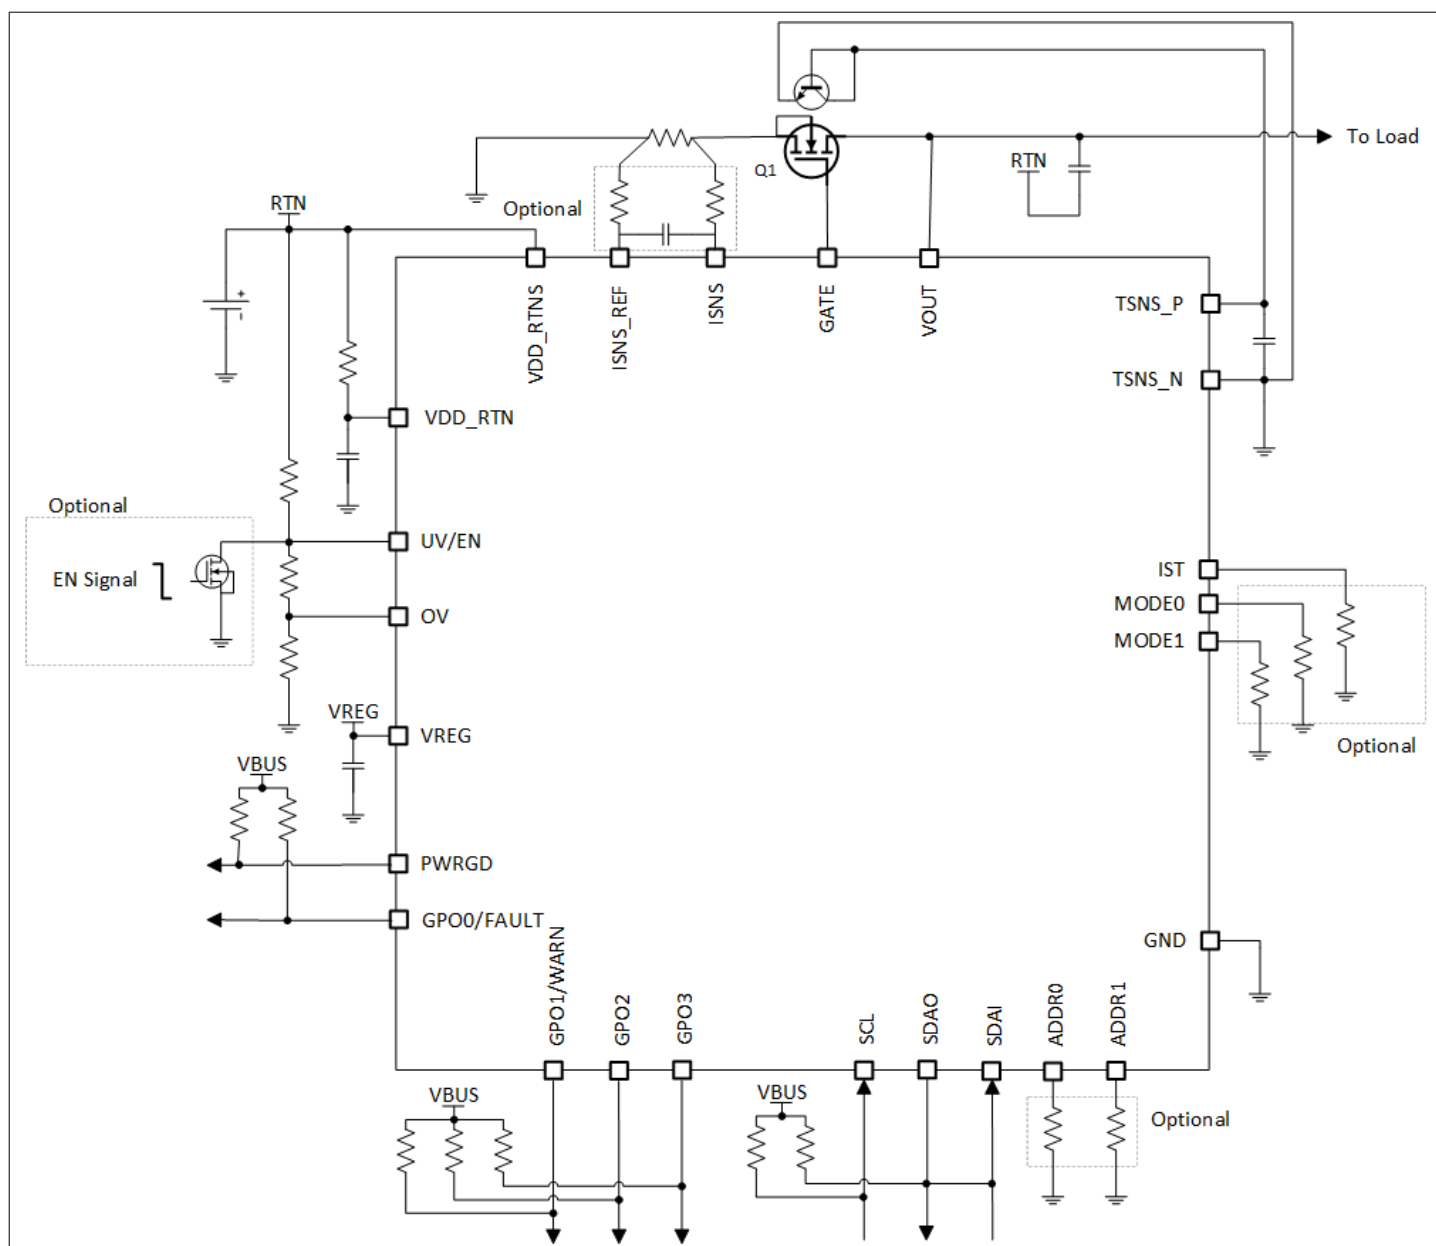 To Load
RTN
Q1
Optional
RTN
+
-
VDD_RTNS
ISNS_REF
ISNS
GATE
VOUT
TSNS_P
TSNS_N
VDD_RTN
Optional
EN Signal
UV/EN
OV
IST
MODE0
MODE1
Optional
VREG
VREG
VBUS
PWRGD
GPO0/FAULT
GND
GPO1/WARN
GPO2
GPO3
SCL
SDAO
SDAI
ADDR0
ADDR1
VBUS
VBUS
Optional